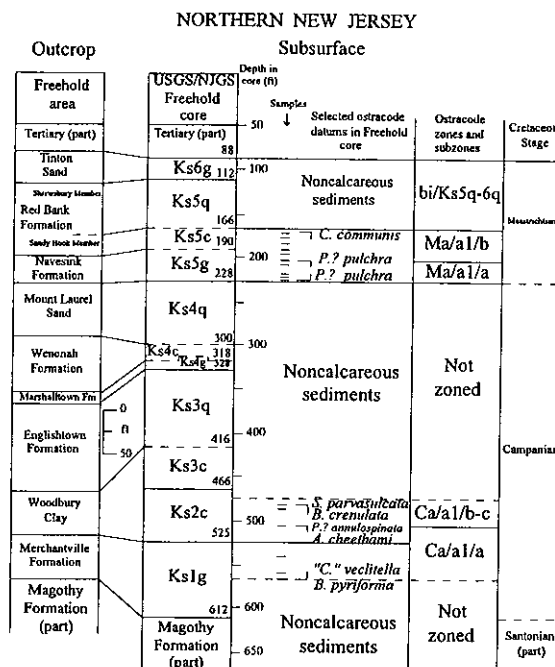 NORTHERN NEW JERSEY
Outcrop
Subsurface
Freehold
area
USGS/NJGS
Freehold
core
Depth in
core (ft)
Samples
Selected ostracode
datums in Freehold
core
Ostracode
zones and
subzones
Cretaceous
Stage
Tertiary (part)
Tinton
Sand
Shrewsbury Member
Red Bank
Formation
Sandy Hook Member
Navesink
Formation
Mount Laurel
Sand
Wenonah
Formation
Marshalltown Fm
Englishtown
Formation
0
ft
50
Woodbury
Clay
Merchantville
Formation
Magothy
Formation
(part)
Tertiary (part)
88
Ks6g
112
Ks5q
166
Ks5c
190
Ks5g
228
Ks4q
300
Ks4c
318
Ks4g
328
Ks3q
416
Ks3c
466
Ks2c
525
Ks1g
612
Magothy
Formation
(part)
50
100
200
300
400
500
600
650
Noncalcareous
sediments
C. communis
P.? pulchra
P.? pulchra
Noncalcareous
sediments
S. parvasulcata
B. crenulata
P.? annulospinata
A. cheethami
"C." veclitella
B. pyriforma
Noncalcareous
sediments
bi/Ks5q-6q
Ma/a1/b
Ma/a1/a
Not
zoned
Ca/a1/b-c
Ca/a1/a
Not
zoned
Maastrichtian
Campanian
Santonian
(part)